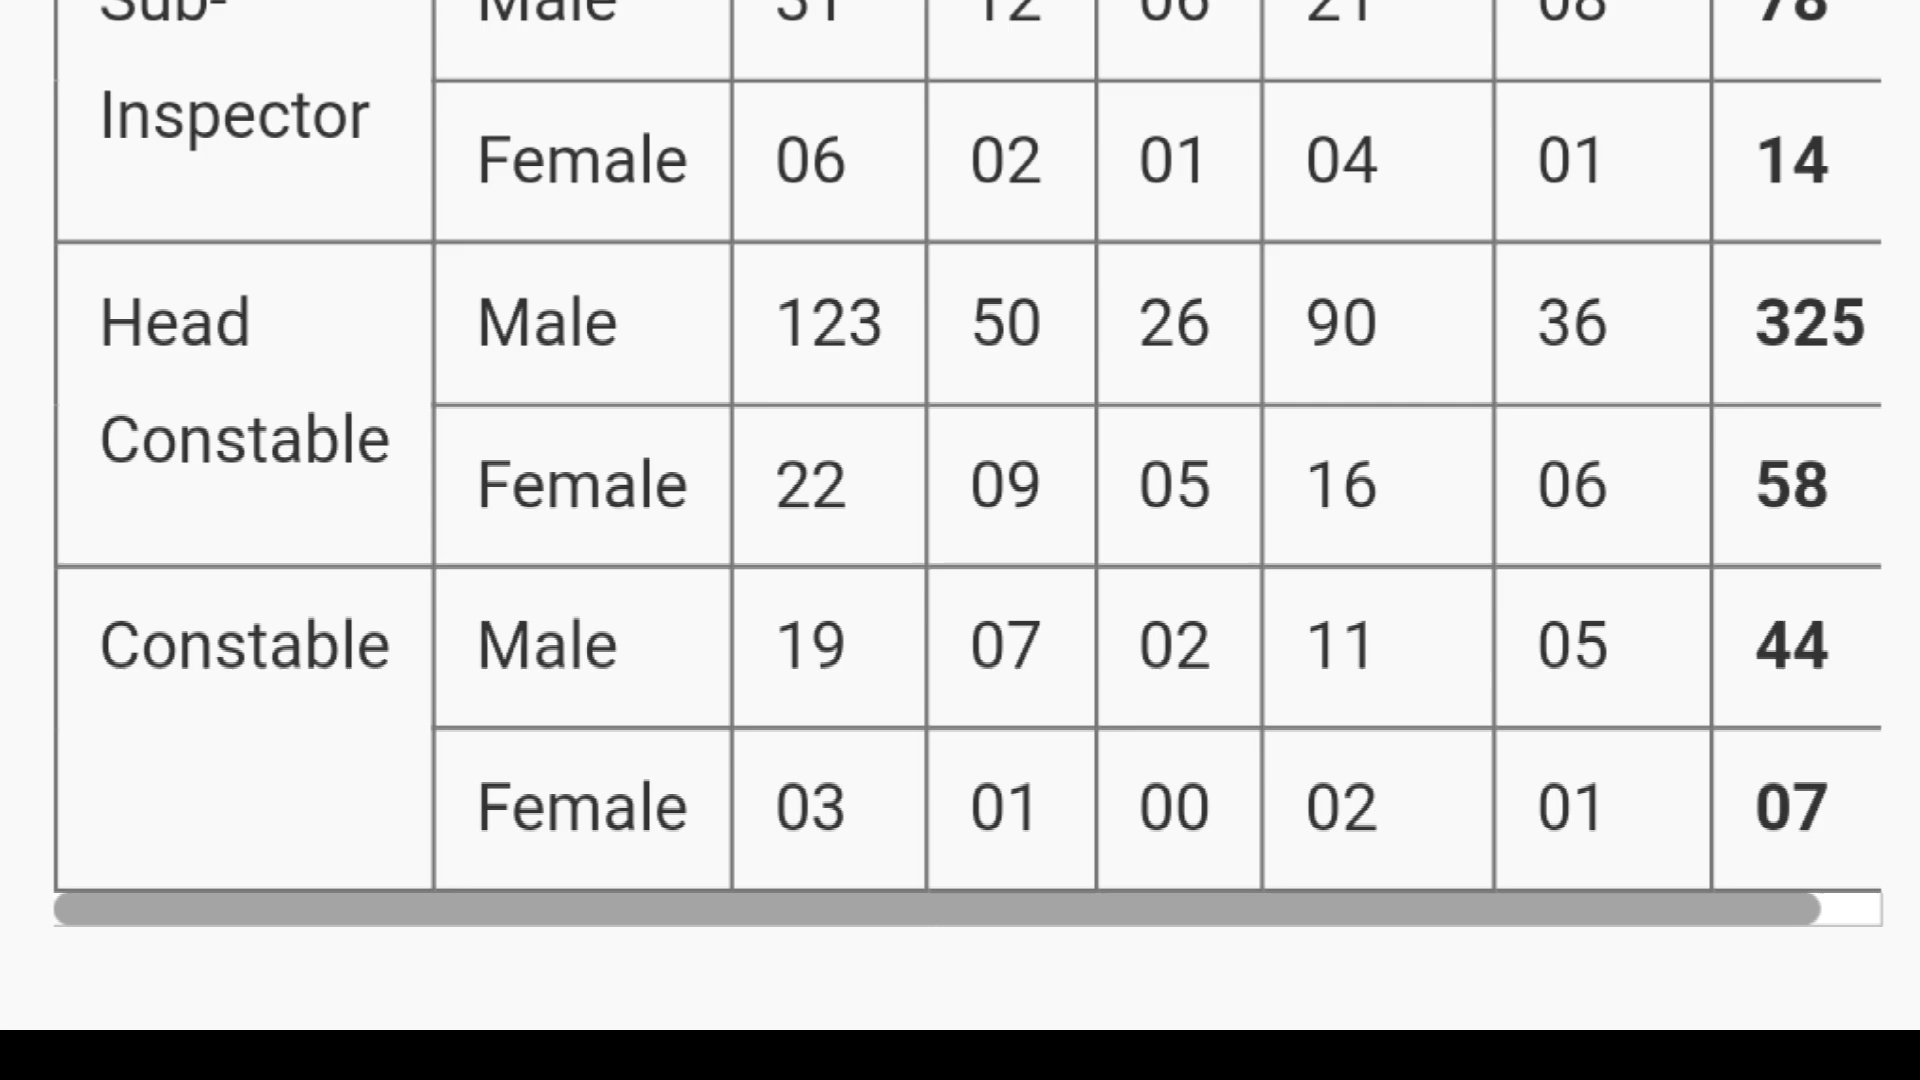 Sub- Male 31 12 06 21 08 78
Inspector
Female 06 02 01 04 01 14
Head Male 123 50 26 90 36 325
Constable
Female 22 09 05 16 06 58
Constable Male 19 07 02 11 05 44
Female 03 01 00 02 01 07